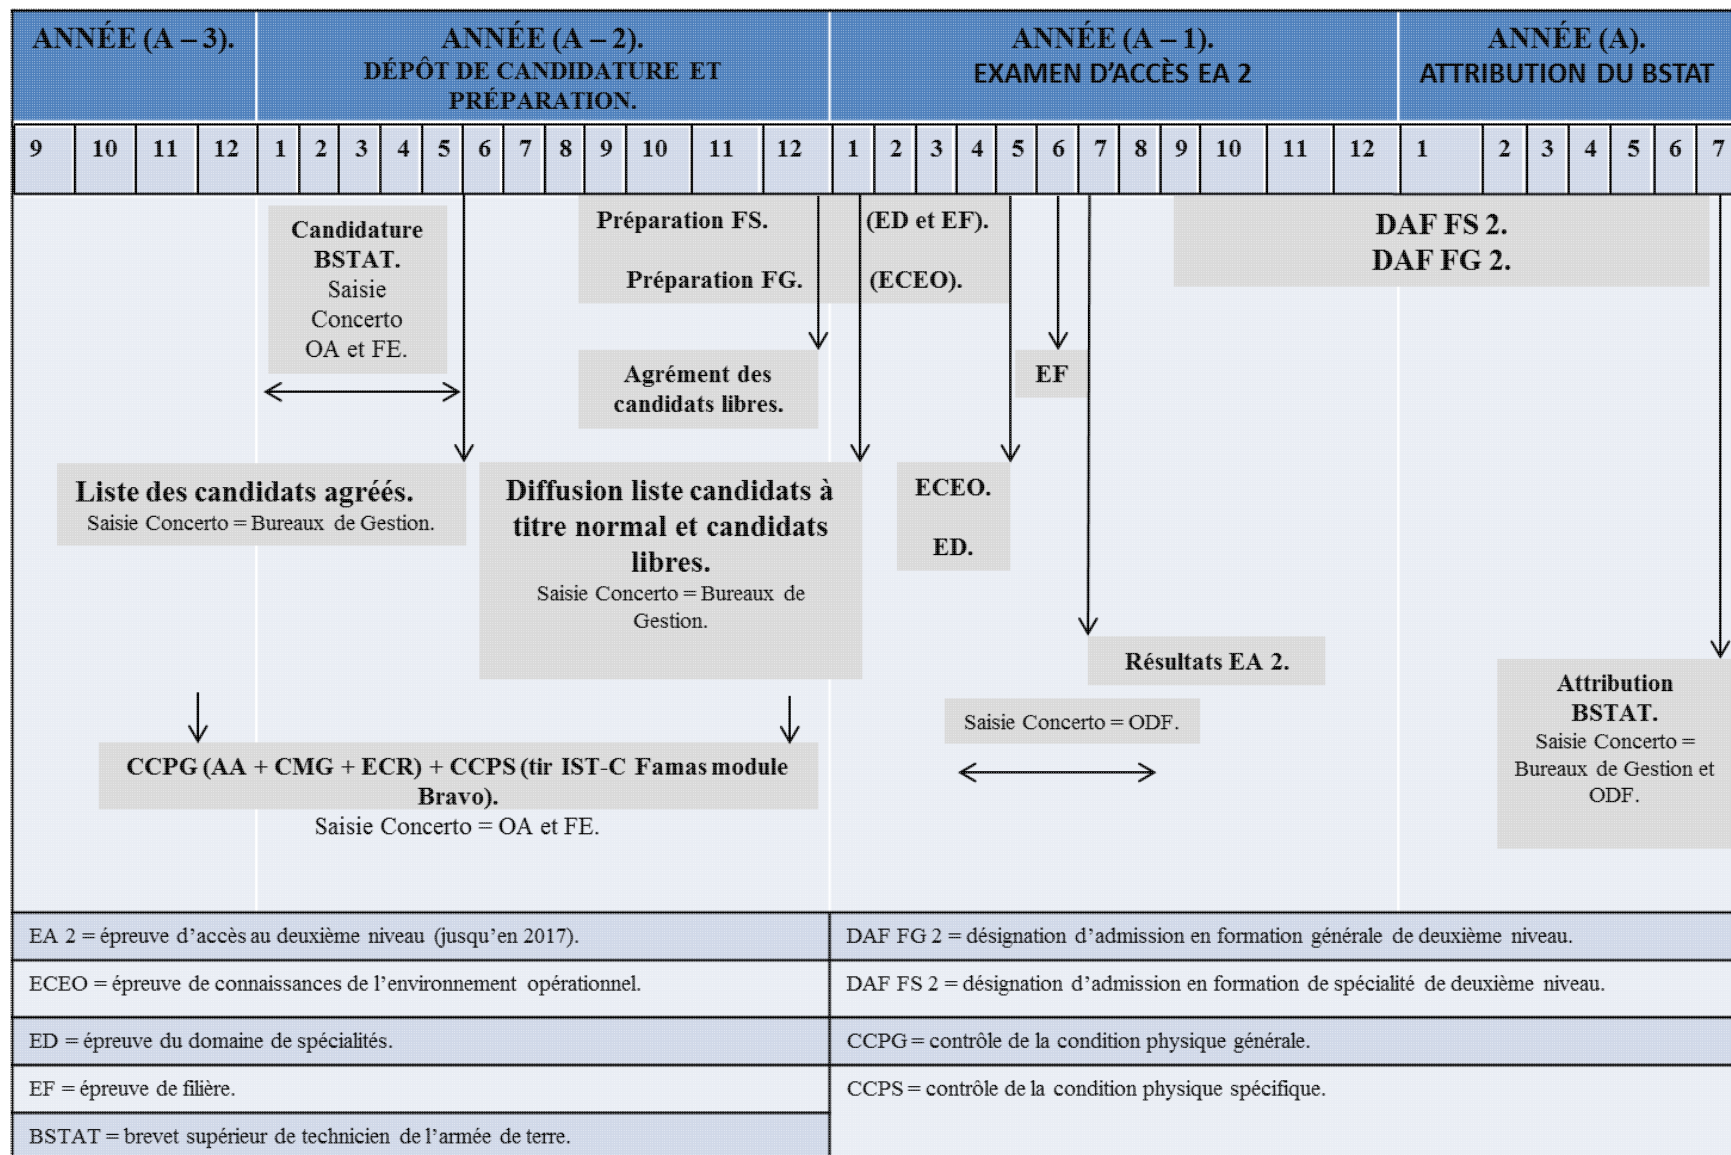 ANNÉE (A – 3).
ANNÉE (A – 2).
DÉPÔT DE CANDIDATURE ET
PRÉPARATION.
ANNÉE (A – 1).
EXAMEN D’ACCÈS EA 2
ANNÉE (A).
ATTRIBUTION DU BSTAT
9 10 11 12 1 2 3 4 5 6 7 8 9 10 11 12 1 2 3 4 5 6 7 8 9 10 11 12 1 2 3 4 5 6 7
Candidature
BSTAT.
Saisie
Concerto
OA et FE.
Préparation FS. (ED et EF).
Préparation FG. (ECEO).
DAF FS 2.
DAF FG 2.
Agrément des
candidats libres.
EF
Liste des candidats agréés.
Saisie Concerto = Bureaux de Gestion.
Diffusion liste candidats à
titre normal et candidats
libres.
Saisie Concerto = Bureaux de
Gestion.
ECEO.
ED.
Résultats EA 2.
Saisie Concerto = ODF.
Attribution
BSTAT.
Saisie Concerto =
Bureaux de Gestion et
ODF.
CCPG (AA + CMG + ECR) + CCPS (tir IST-C Famas module
Bravo).
Saisie Concerto = OA et FE.
EA 2 = épreuve d’accès au deuxième niveau (jusqu’en 2017).
DAF FG 2 = désignation d’admission en formation générale de deuxième niveau.
ECEO = épreuve de connaissances de l’environnement opérationnel.
DAF FS 2 = désignation d’admission en formation de spécialité de deuxième niveau.
ED = épreuve du domaine de spécialités.
CCPG = contrôle de la condition physique générale.
EF = épreuve de filière.
CCPS = contrôle de la condition physique spécifique.
BSTAT = brevet supérieur de technicien de l’armée de terre.